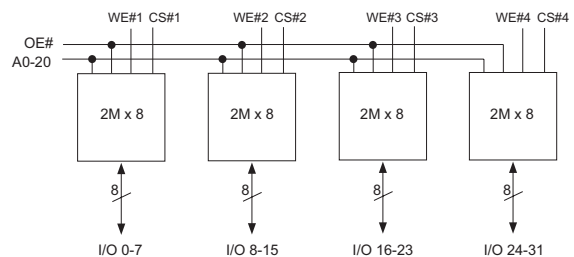 WE#1 CS#1 WE#2 CS#2 WE#3 CS#3 WE#4 CS#4
OE#
A0-20
2M x 8 2M x 8 2M x 8 2M x 8
8 8 8 8
I/O 0-7 I/O 8-15 I/O 16-23 I/O 24-31